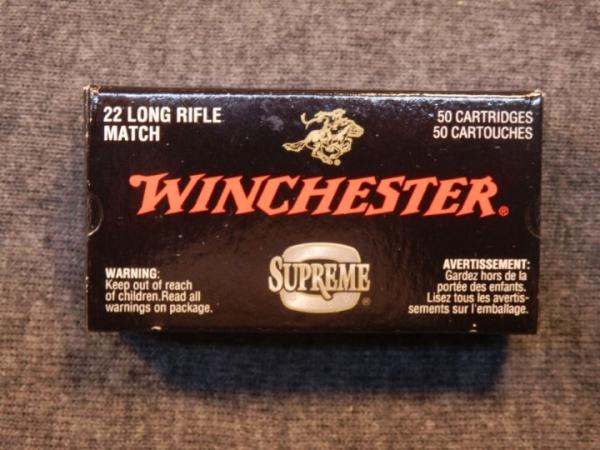 22 LONG RIFLE
MATCH
50 CARTRIDGES
50 CARTOUCHES
WINCHESTER®
SUPREME®
WARNING:
Keep out of reach
of children.Read all
warnings on package.
AVERTISSEMENT:
Gardez hors de la
portée des enfants.
Lisez tous les avertis-
sements sur l'emballage.